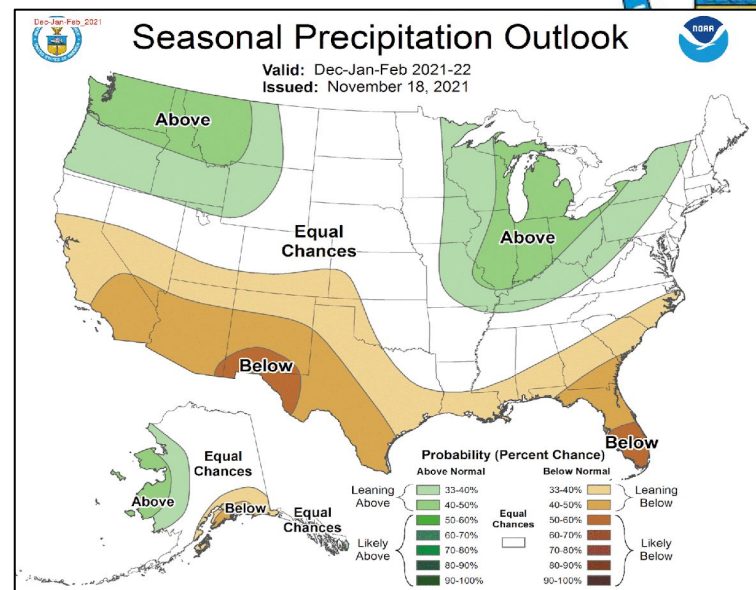 Dec-Jan-Feb_2021
Seasonal Precipitation Outlook
NOAA
Valid: Dec-Jan-Feb 2021-22
Issued: November 18, 2021
Above
Equal
Chances
Above
Below
Below
Equal
Chances
Above
Below
Equal
Chances
Probability (Percent Chance)
Above Normal
Below Normal
Leaning
Above
33-40%
40-50%
Likely
Above
50-60%
60-70%
70-80%
80-90%
90-100%
Equal
Chances
33-40%
40-50%
Leaning
Below
50-60%
60-70%
70-80%
80-90%
90-100%
Likely
Below